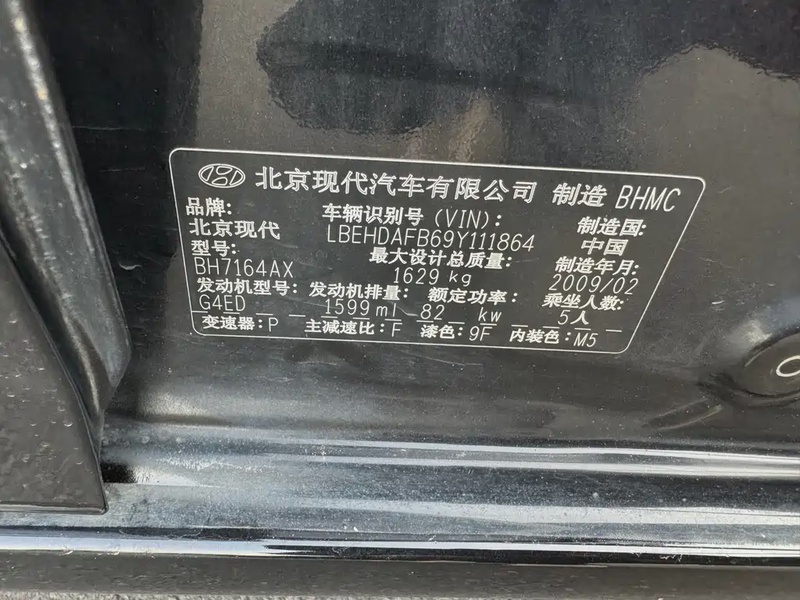 北京现代汽车有限公司 制造 BHMC
品牌: 车辆识别号 (VIN): 制造国:
北京现代 LBEHDAFB69Y111864 中国
型号: 最大设计总质量: 制造年月:
BH7164AX 1629 kg 2009/02
发动机型号: 发动机排量: 额定功率: 乘坐人数:
G4ED 1599 ml 82 kw 5人
变速器: P 主减速比: F 漆色: 9F 内装色: M5